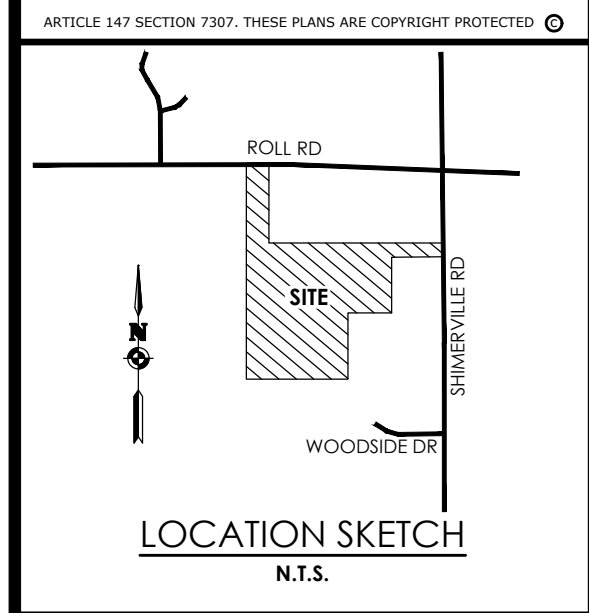 ARTICLE 147 SECTION 7307. THESE PLANS ARE COPYRIGHT PROTECTED ©
ROLL RD
SITE
SHIMERVILLE RD
N
WOODSIDE DR
LOCATION SKETCH
N.T.S.